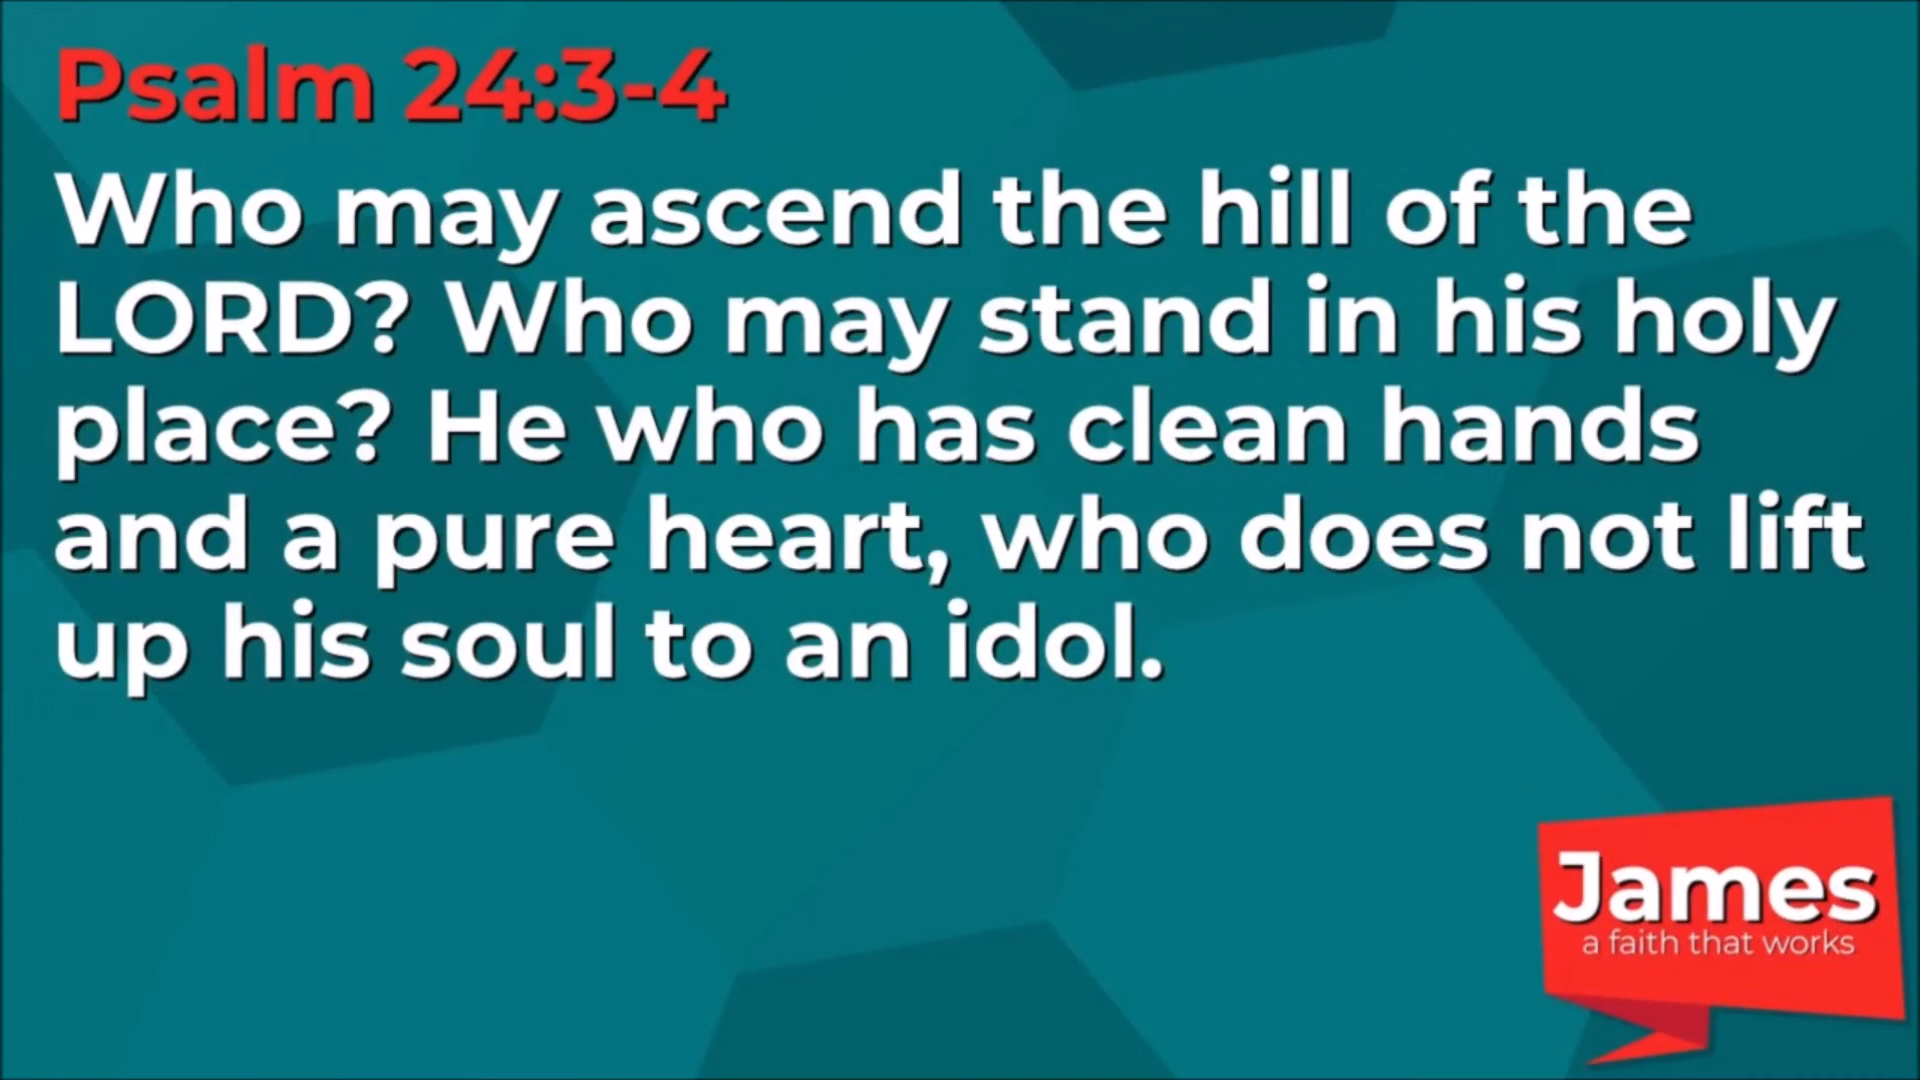 Psalm 24:3-4
Who may ascend the hill of the
LORD? Who may stand in his holy
place? He who has clean hands
and a pure heart, who does not lift
up his soul to an idol.
James
a faith that works